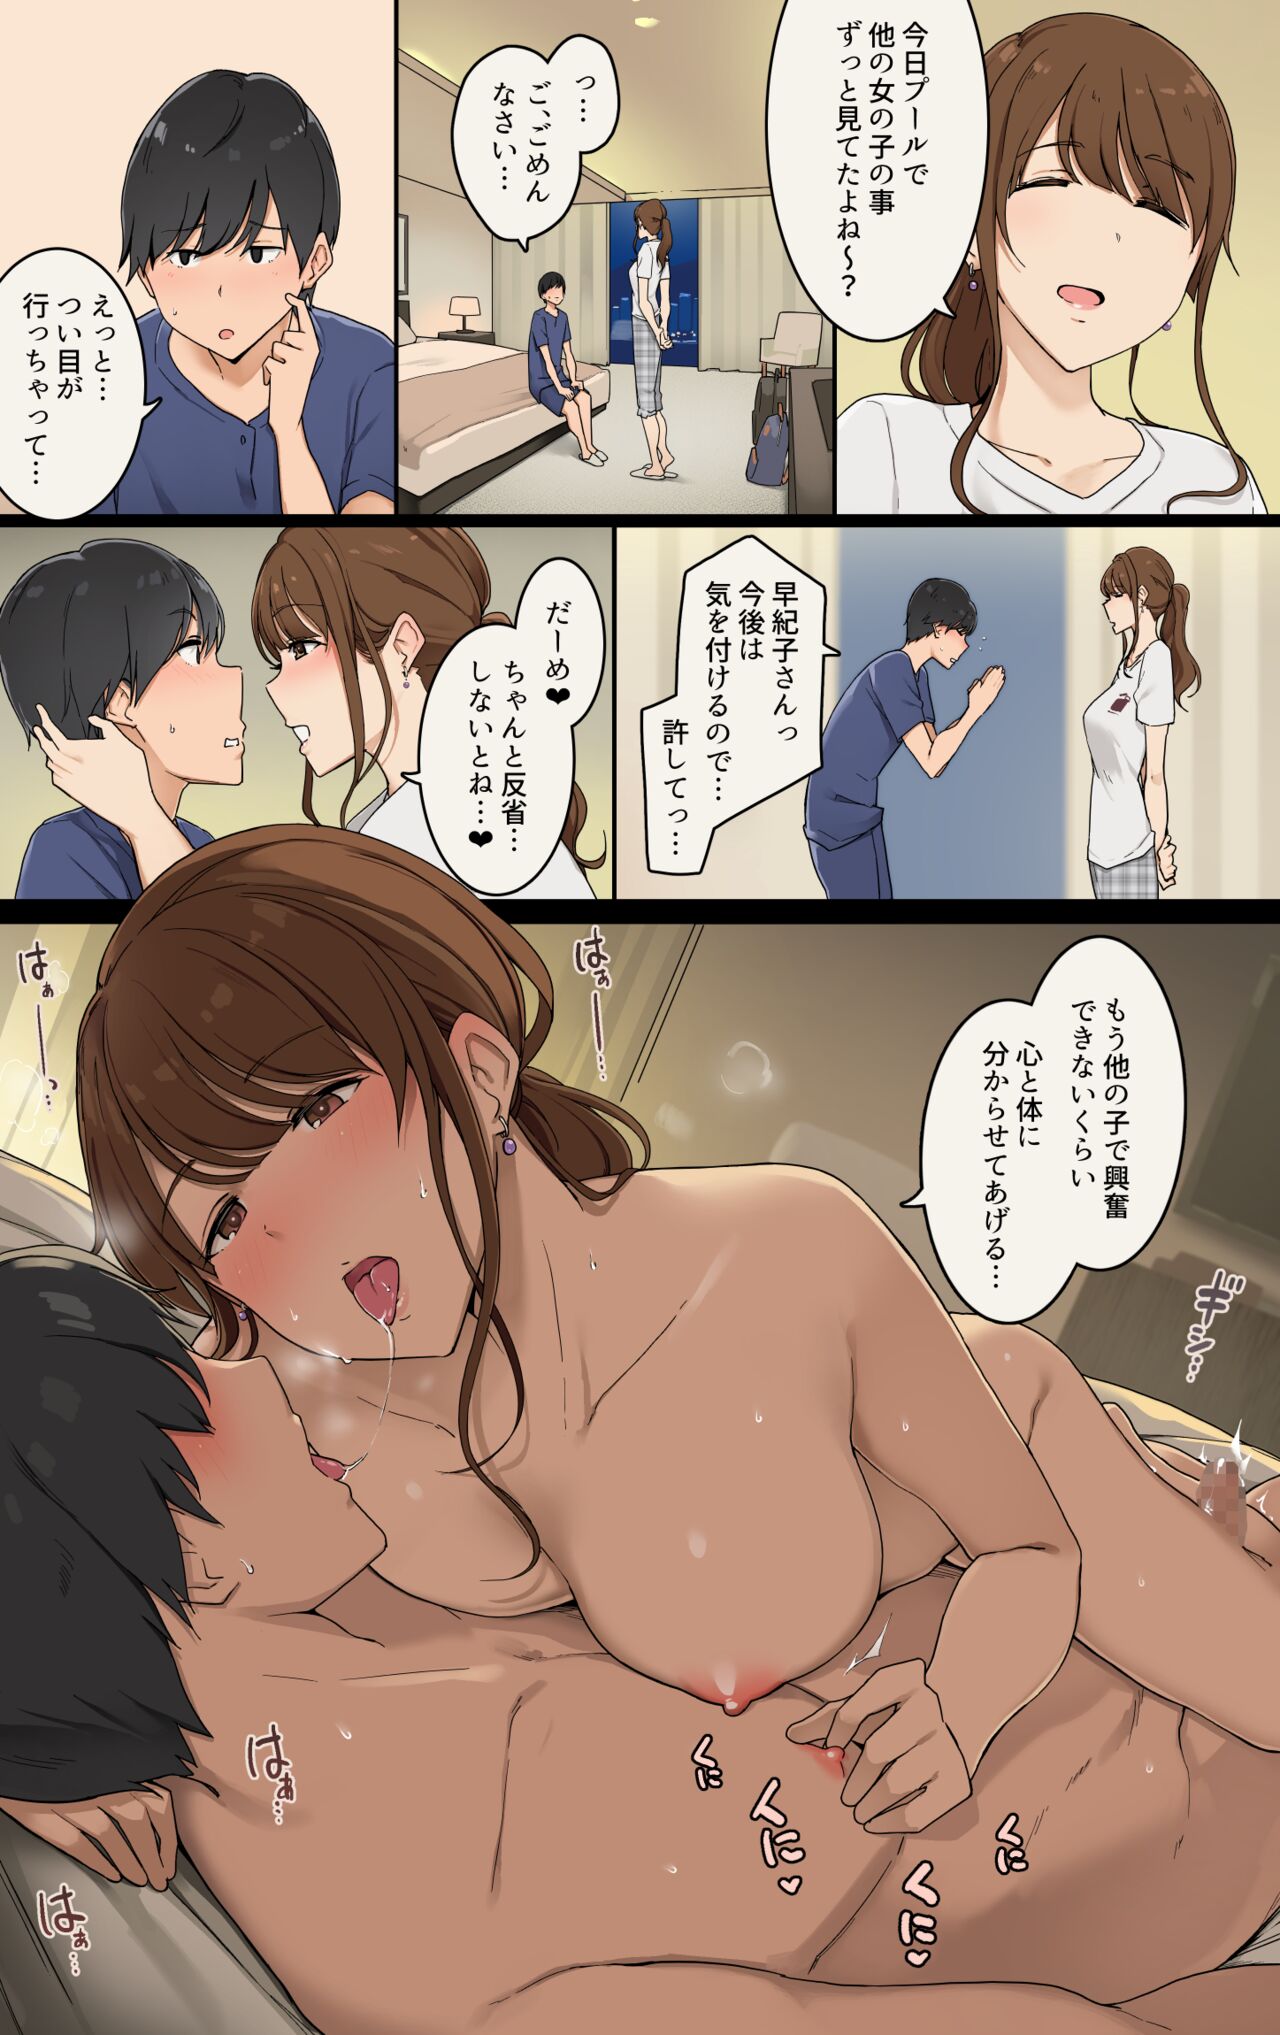 今日プールで
他の女の子の事
ずっと見てたよね～？
っ…
ご、ごめん
なさい…
えっと…
つい目が
行っちゃって…
早紀子さんっ
今後は
気を付けるので…
許してっ…
だーめ❤
ちゃんと反省…
しないとね…❤
もう他の子で興奮
できないくらい
心と体に
分からせてあげる…
はぁーっ…
はぁー…
ギシ…
はぁ…
はぁ…
くに
くに♡
くに♡
くに